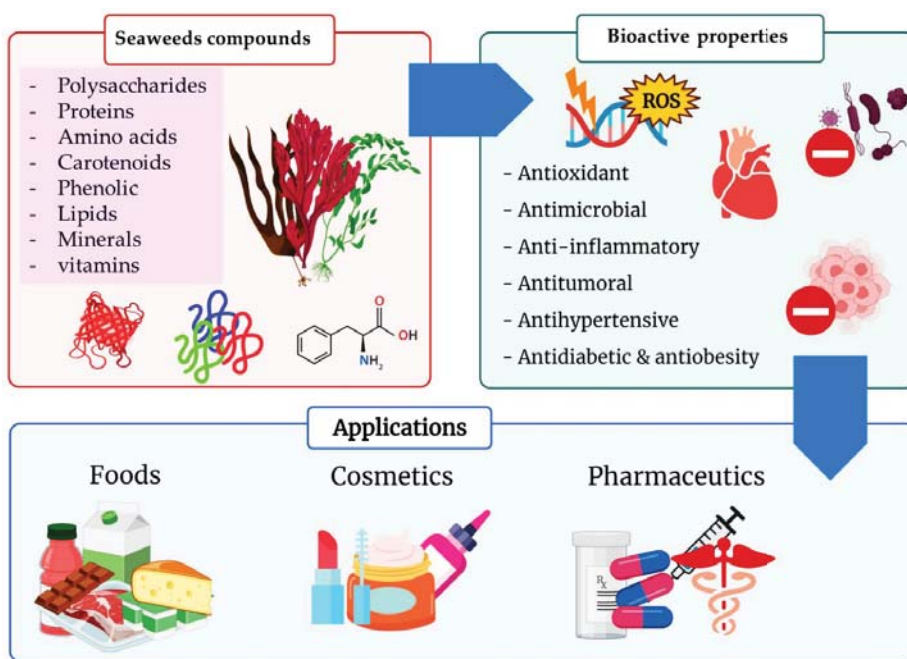 Seaweeds compounds
- Polysaccharides
- Proteins
- Amino acids
- Carotenoids
- Phenolic
- Lipids
- Minerals
- vitamins
O
OH
NH2
Bioactive properties
ROS
- Antioxidant
- Antimicrobial
- Anti-inflammatory
- Antitumoral
- Antihypertensive
- Antidiabetic & antiobesity
Applications
Foods
Cosmetics
Pharmaceutics
Rx